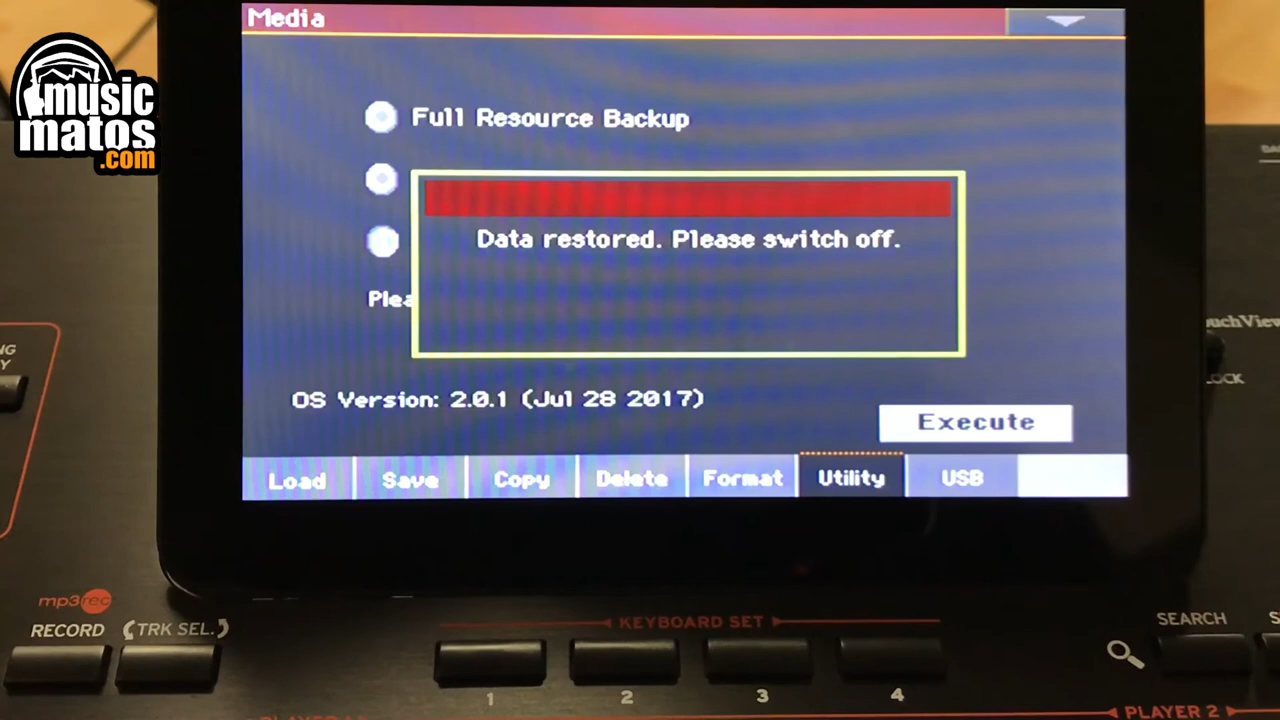 Media
music
matos
.com
Full Resource Backup
Data restored. Please switch off.
Plea
OS Version: 2.0.1 (Jul 28 2017)
Execute
Load
Save
Copy
Delete
Format
Utility
USB
mp3rec
RECORD
TRK SEL.
KEYBOARD SET
1
2
3
4
SEARCH
PLAYER 2